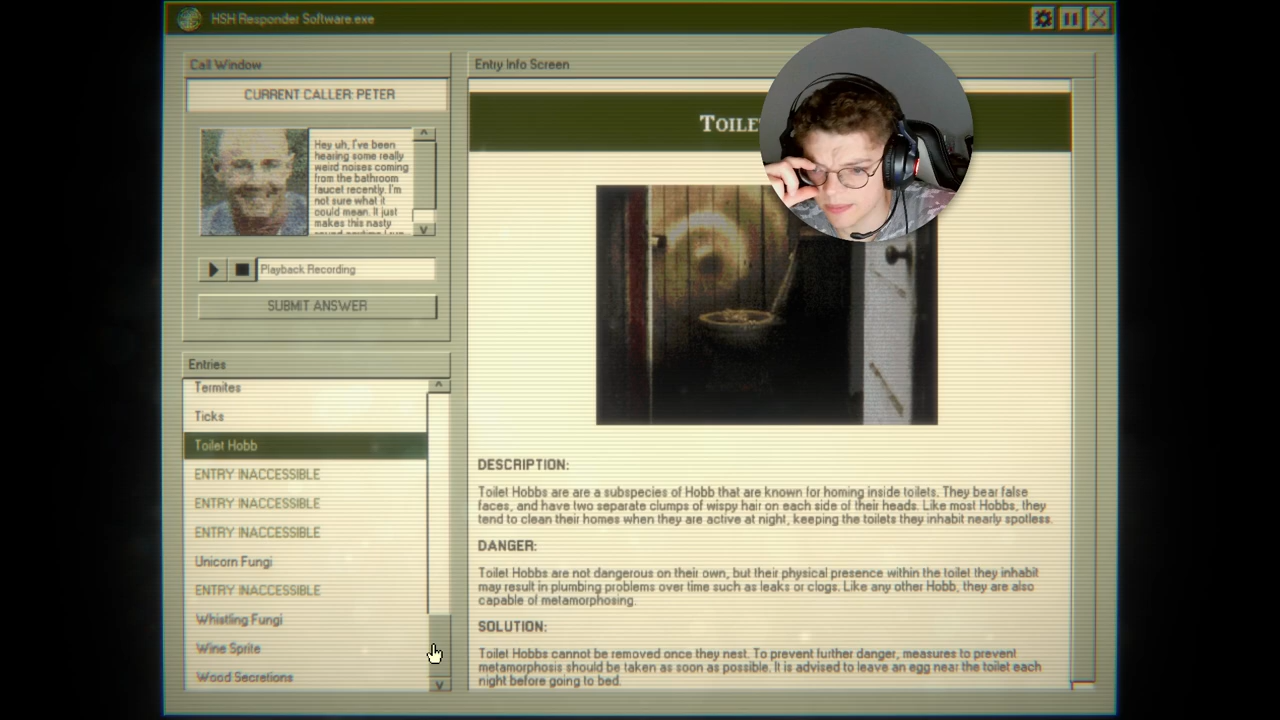 HSH Responder Software.exe
Call Window
CURRENT CALLER: PETER
Hey uh, I've been
hearing some really
weird noises coming
from the bathroom
faucet recently. I'm
not sure what it
could mean. It just
makes this nasty
sound anytime I run
Playback Recording
SUBMIT ANSWER
Entries
Termites
Ticks
Toilet Hobb
ENTRY INACCESSIBLE
ENTRY INACCESSIBLE
ENTRY INACCESSIBLE
Unicorn Fungi
ENTRY INACCESSIBLE
Whistling Fungi
Wine Sprite
Wood Secretions
Entry Info Screen
DESCRIPTION:
Toilet Hobbs are are a subspecies of Hobb that are known for homing inside toilets. They bear false
faces, and have two separate clumps of wispy hair on each side of their heads. Like most Hobbs, they
tend to clean their homes when they are active at night, keeping the toilets they inhabit nearly spotless.
DANGER:
Toilet Hobbs are not dangerous on their own, but their physical presence within the toilet they inhabit
may result in plumbing problems over time such as leaks or clogs. Like any other Hobb, they are also
capable of metamorphosing.
SOLUTION:
Toilet Hobbs cannot be removed once they nest. To prevent further danger, measures to prevent
metamorphosis should be taken as soon as possible. It is advised to leave an egg near the toilet each
night before going to bed.